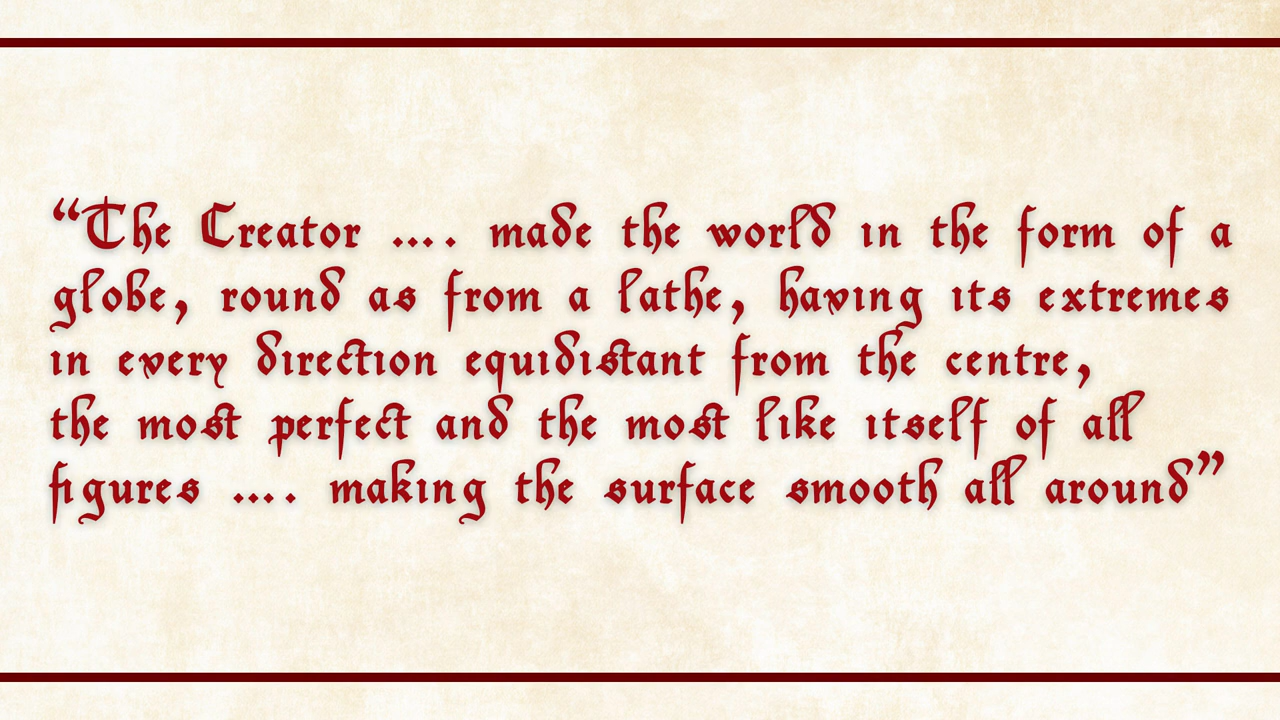 “The Creator .... made the world in the form of a
globe, round as from a lathe, having its extremes
in every direction equidistant from the centre,
the most perfect and the most like itself of all
figures .... making the surface smooth all around”